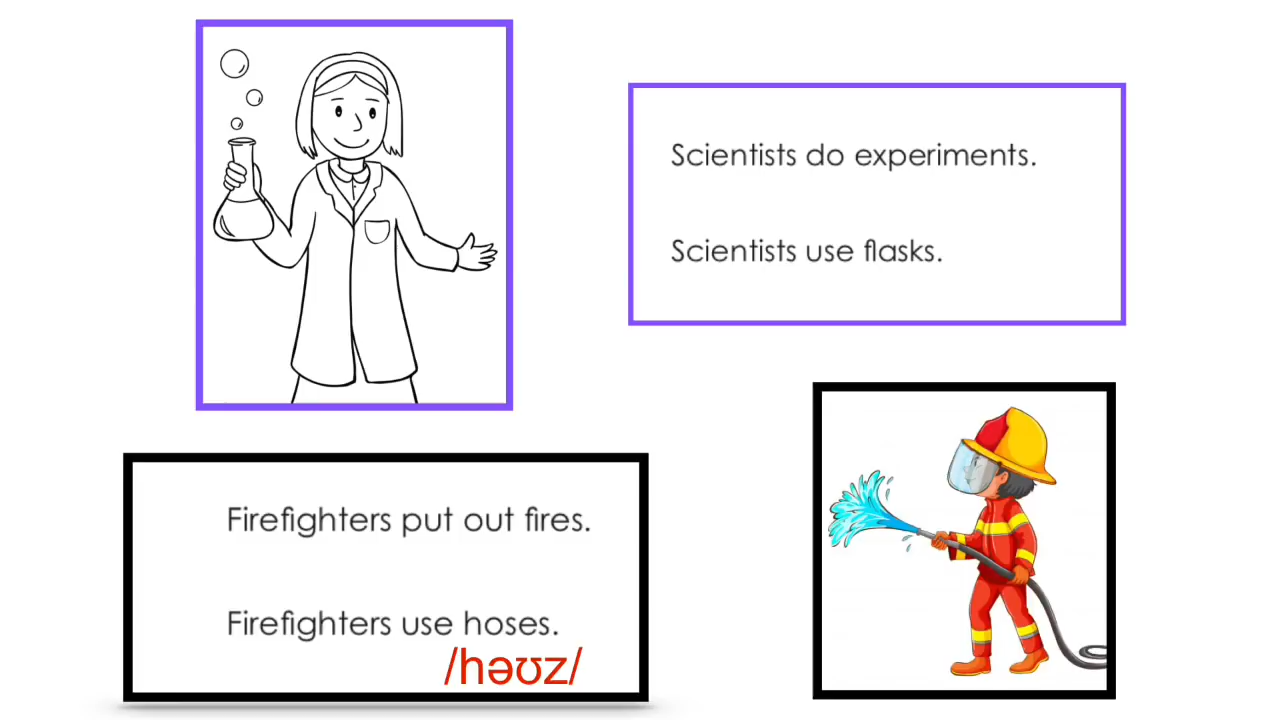 Scientists do experiments.
Scientists use flasks.
Firefighters put out fires.
Firefighters use hoses.
/həʊz/